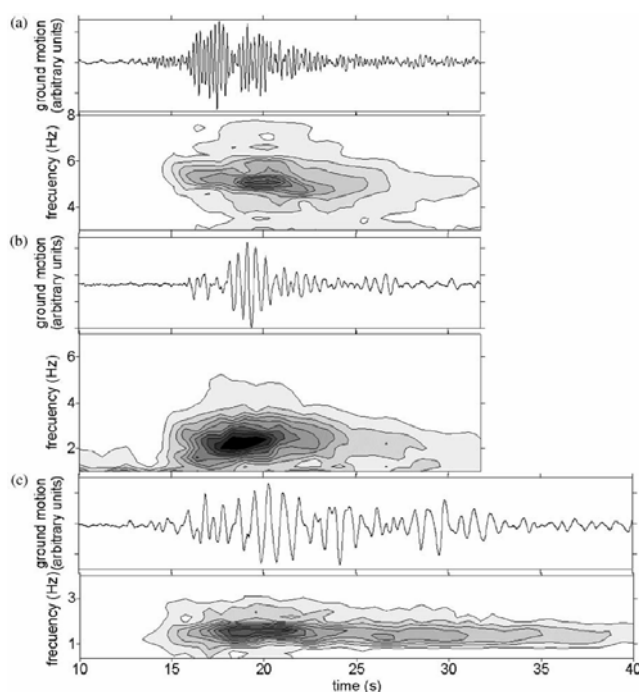 (a)
ground motion
(arbitrary units)
8
6
4
frecuency (Hz)
(b)
ground motion
(arbitrary units)
6
4
2
frecuency (Hz)
(c)
ground motion
(arbitrary units)
3
1
frecuency (Hz)
10 15 20 25 30 35 40
time (s)